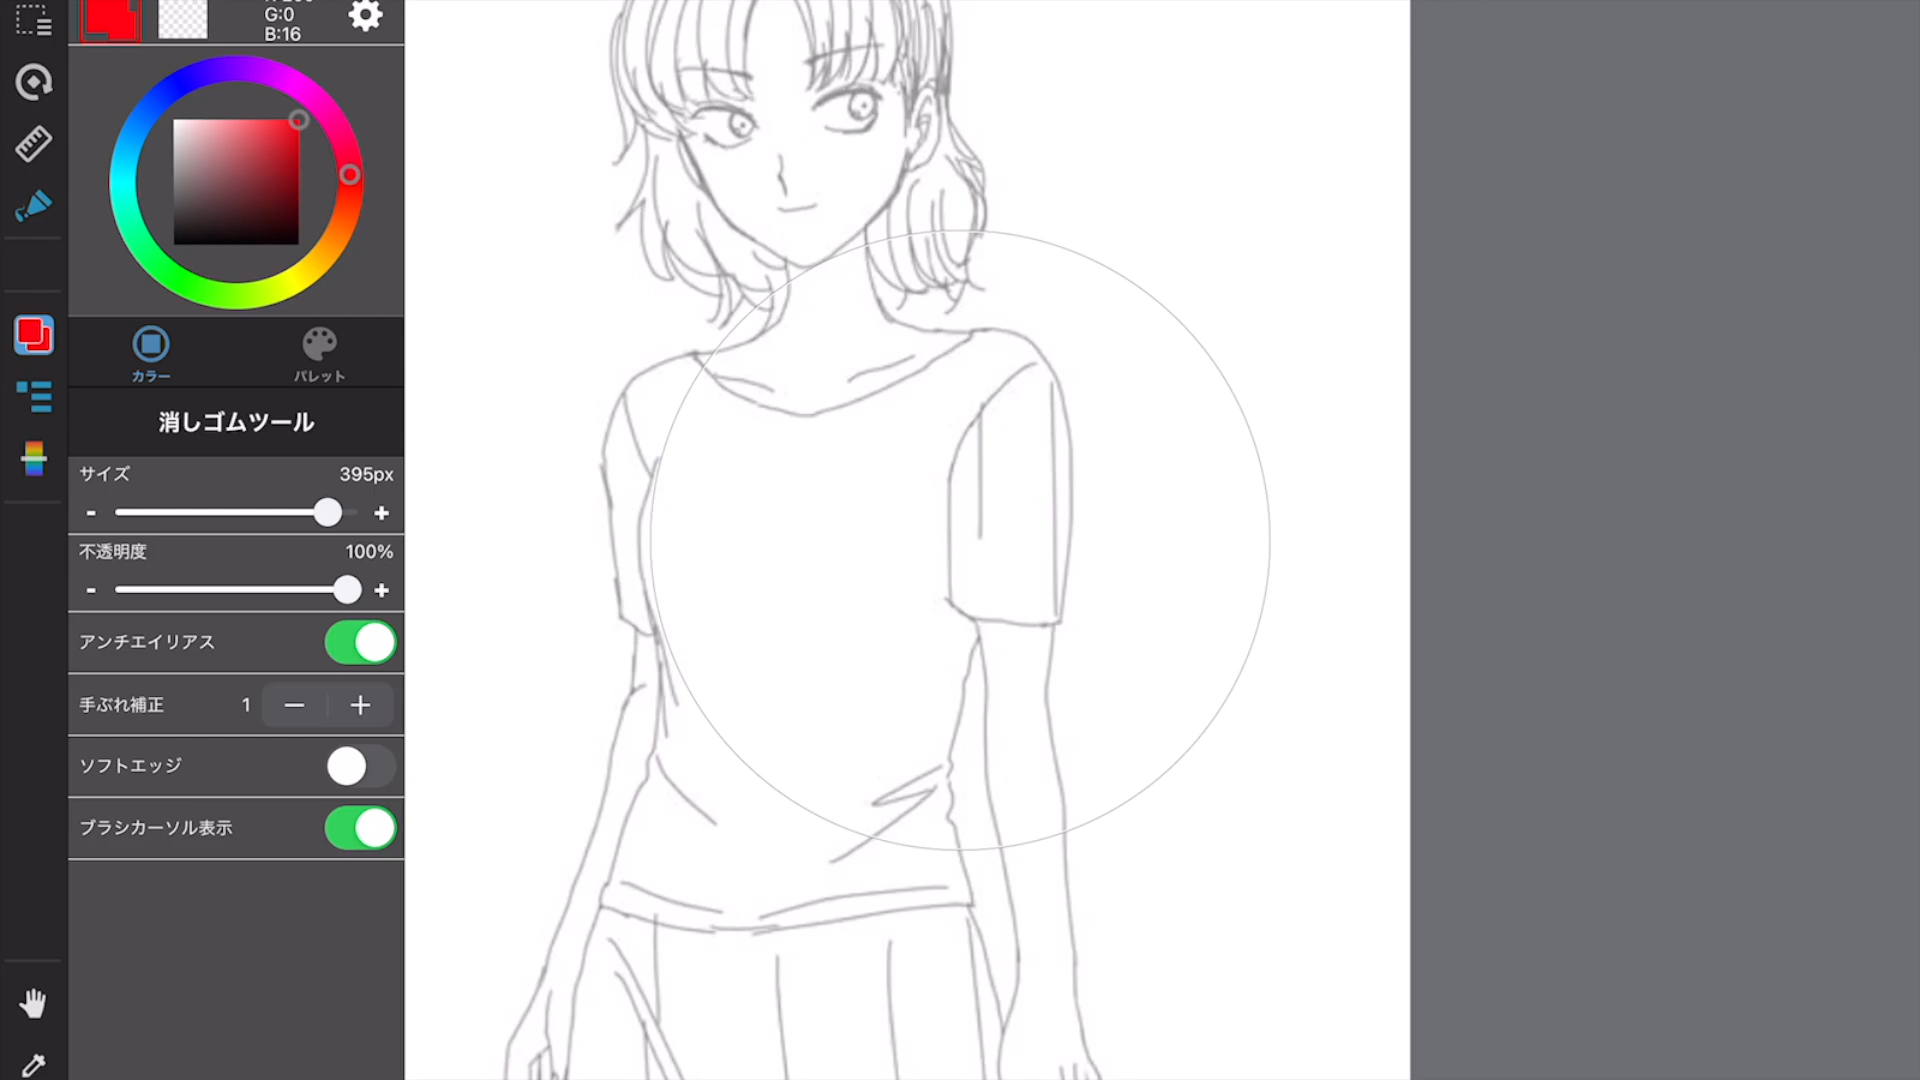 G:0
B:16
カラー
パレット
消しゴムツール
サイズ 395px
- +
不透明度 100%
- +
アンチエイリアス
手ぶれ補正 1 − +
ソフトエッジ
ブラシカーソル表示